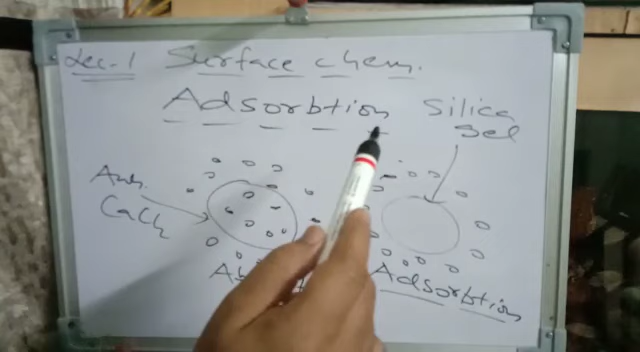 Lec-1 Surface chem.
Adsorbtion
Silica
Gel
Anh.
CaCl2
Adsorbtion